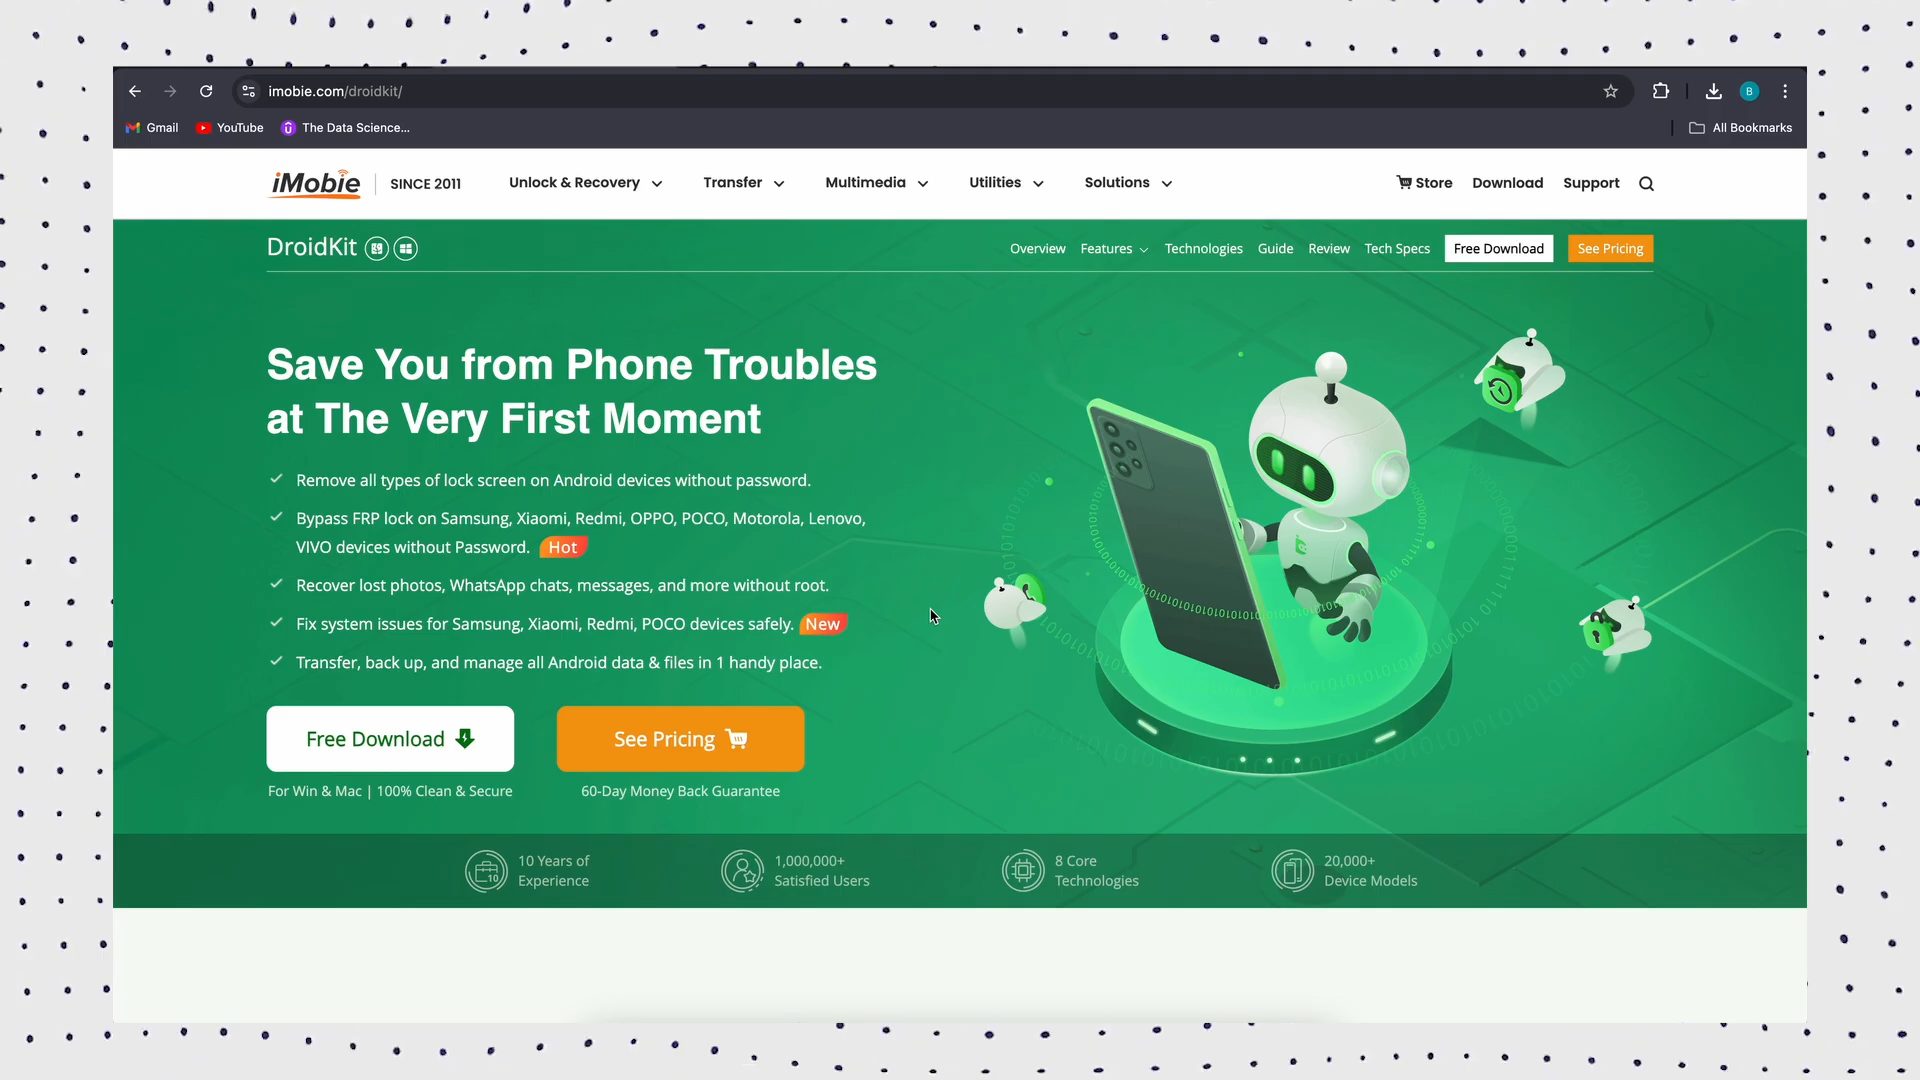 imobie.com/droidkit/
B
Gmail
YouTube
The Data Science...
All Bookmarks
iMobie
SINCE 2011
Unlock & Recovery
Transfer
Multimedia
Utilities
Solutions
Store
Download
Support
DroidKit
Overview
Features
Technologies
Guide
Review
Tech Specs
Free Download
See Pricing
Save You from Phone Troubles
at The Very First Moment
Remove all types of lock screen on Android devices without password.
Bypass FRP lock on Samsung, Xiaomi, Redmi, OPPO, POCO, Motorola, Lenovo,
VIVO devices without Password. Hot
Recover lost photos, WhatsApp chats, messages, and more without root.
Fix system issues for Samsung, Xiaomi, Redmi, POCO devices safely. New
Transfer, back up, and manage all Android data & files in 1 handy place.
Free Download
See Pricing
For Win & Mac | 100% Clean & Secure
60-Day Money Back Guarantee
10 Years of
Experience
1,000,000+
Satisfied Users
8 Core
Technologies
20,000+
Device Models